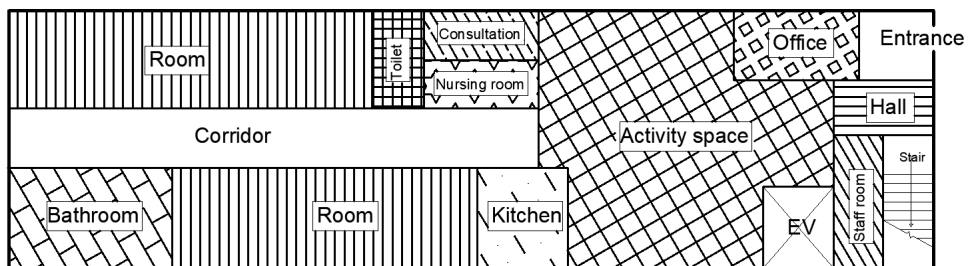 Room
Toilet
Consultation
Nursing room
Office
Entrance
Corridor
Activity space
Hall
Stair
Bathroom
Room
Kitchen
EV
Staff room